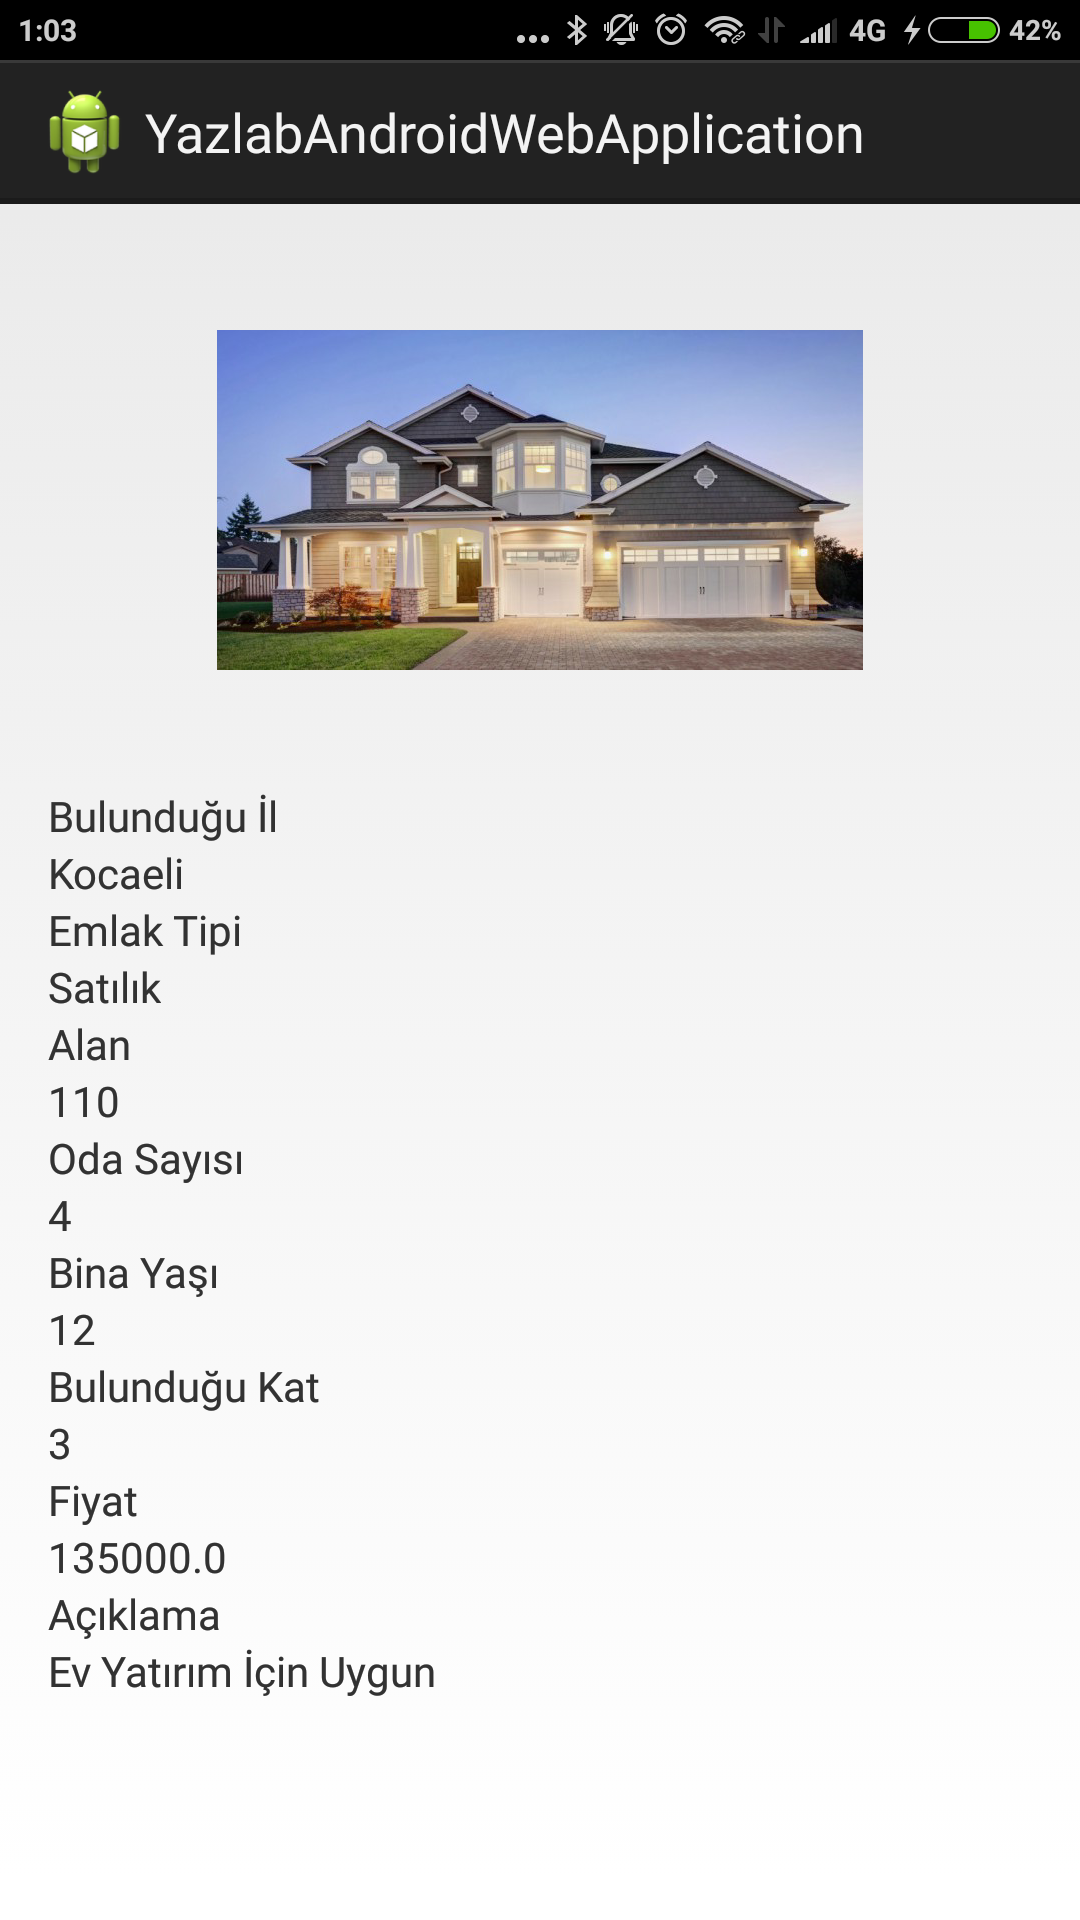 1:03
4G 42%
YazlabAndroidWebApplication
Bulunduğu İl
Kocaeli
Emlak Tipi
Satılık
Alan
110
Oda Sayısı
4
Bina Yaşı
12
Bulunduğu Kat
3
Fiyat
135000.0
Açıklama
Ev Yatırım İçin Uygun